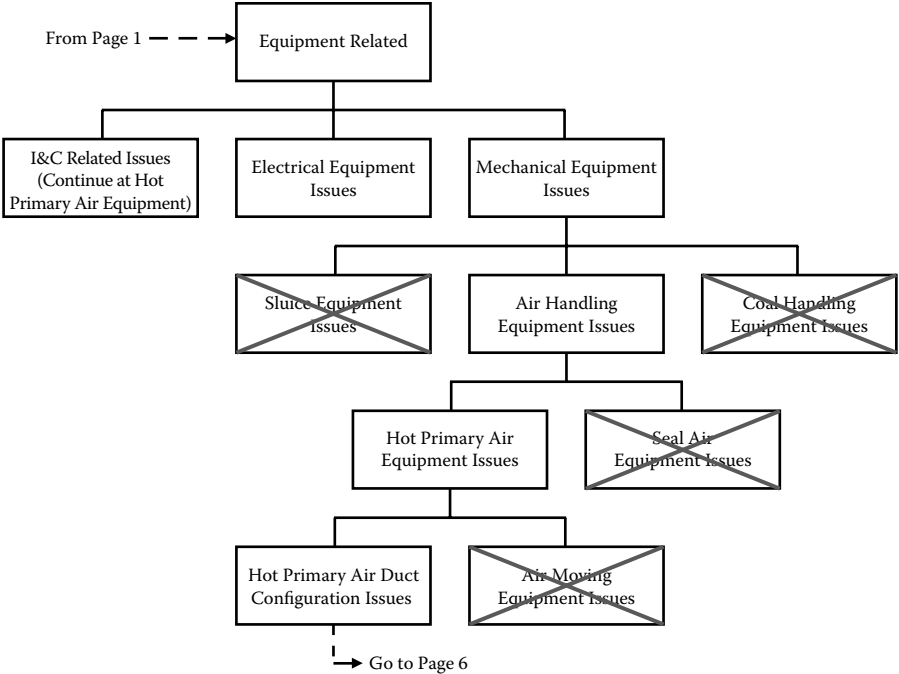 From Page 1
Equipment Related
I&C Related Issues
(Continue at Hot
Primary Air Equipment)
Electrical Equipment
Issues
Mechanical Equipment
Issues
Sluice Equipment
Issues
Air Handling
Equipment Issues
Coal Handling
Equipment Issues
Hot Primary Air
Equipment Issues
Seal Air
Equipment Issues
Hot Primary Air Duct
Configuration Issues
Air Moving
Equipment Issues
Go to Page 6